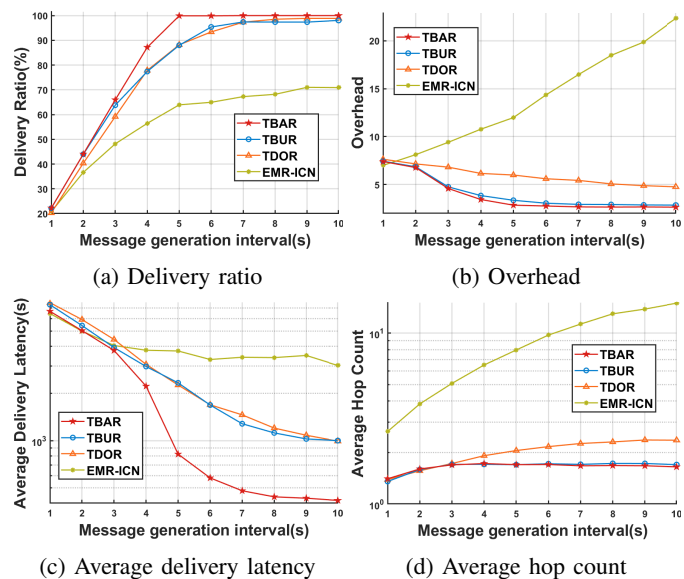 100
90
80
70
60
50
40
30
20
Delivery Ratio(%)
TBAR
TBUR
TDOR
EMR-ICN
1 2 3 4 5 6 7 8 9 10
Message generation interval(s)
(a) Delivery ratio
20
15
10
5
Overhead
TBAR
TBUR
TDOR
EMR-ICN
1 2 3 4 5 6 7 8 9 10
Message generation interval(s)
(b) Overhead
10³
Average Delivery Latency(s)
TBAR
TBUR
TDOR
EMR-ICN
1 2 3 4 5 6 7 8 9 10
Message generation interval(s)
(c) Average delivery latency
10¹
10⁰
Average Hop Count
TBAR
TBUR
TDOR
EMR-ICN
1 2 3 4 5 6 7 8 9 10
Message generation interval(s)
(d) Average hop count